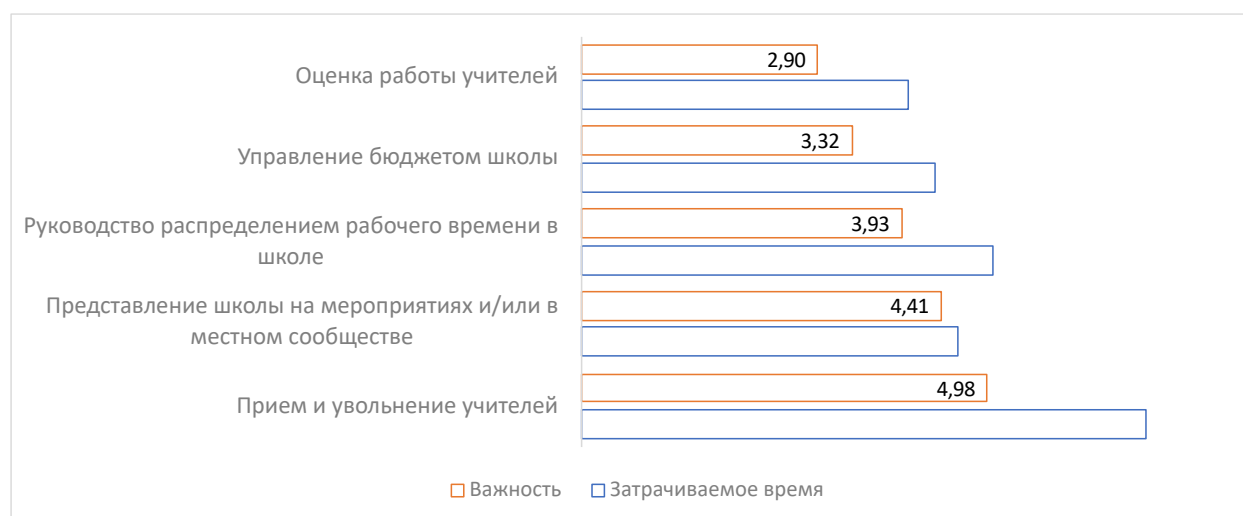 Оценка работы учителей
2,90
Управление бюджетом школы
3,32
Руководство распределением рабочего времени в
школе
3,93
Представление школы на мероприятиях и/или в
местном сообществе
4,41
Прием и увольнение учителей
4,98
Важность
Затрачиваемое время